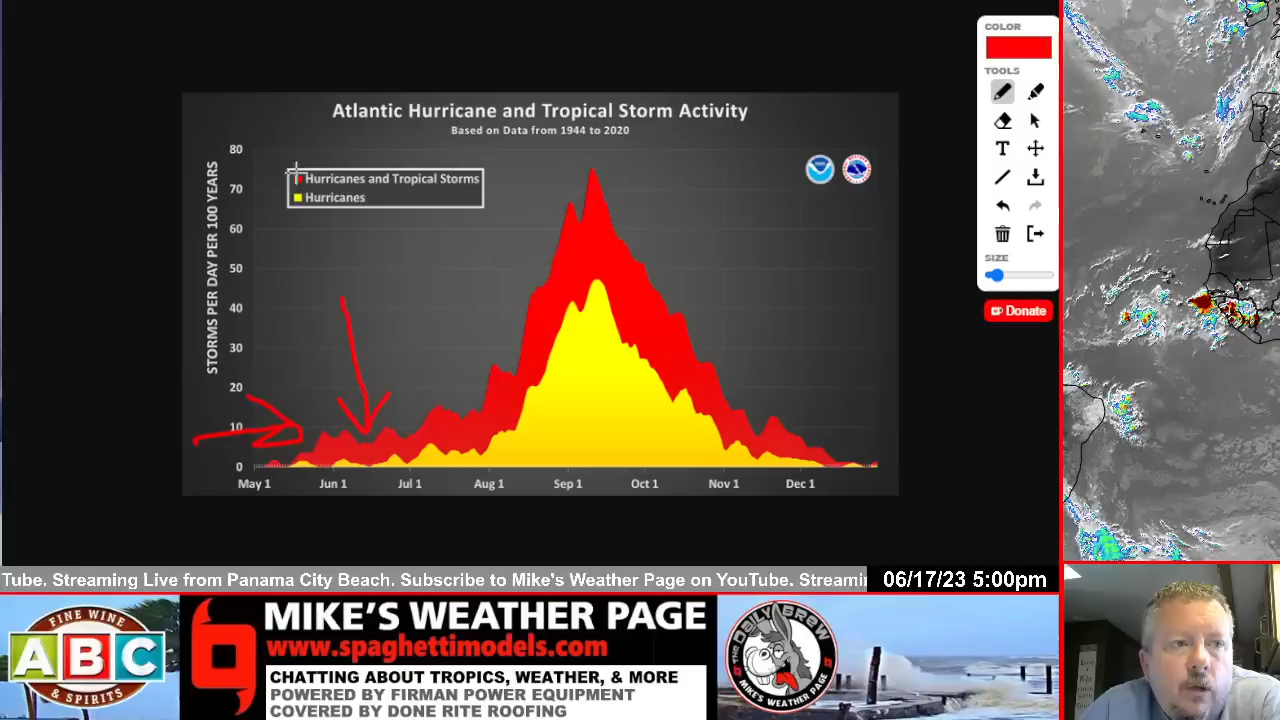 COLOR
TOOLS
T
SIZE
Donate
Atlantic Hurricane and Tropical Storm Activity
Based on Data from 1944 to 2020
STORMS PER DAY PER 100 YEARS
80
70
60
50
40
30
20
10
0
Hurricanes and Tropical Storms
Hurricanes
May 1
Jun 1
Jul 1
Aug 1
Sep 1
Oct 1
Nov 1
Dec 1
Tube. Streaming Live from Panama City Beach. Subscribe to Mike's Weather Page on YouTube. Streamin
06/17/23 5:00pm
FINE WINE
ABC
& SPIRITS
MIKE'S WEATHER PAGE
www.spaghettimodels.com
CHATTING ABOUT TROPICS, WEATHER, & MORE
POWERED BY FIRMAN POWER EQUIPMENT
COVERED BY DONE RITE ROOFING
THE DAILY BREW
MIKE'S WEATHER PAGE